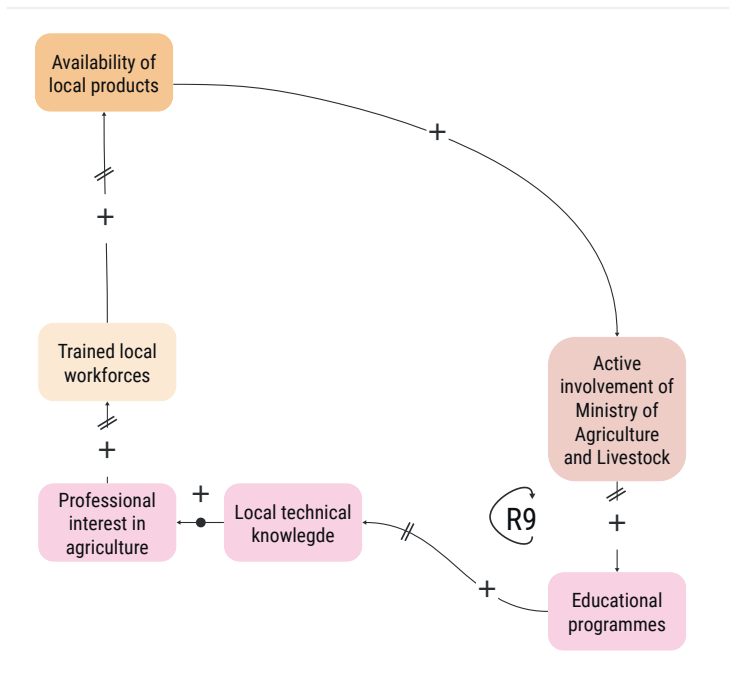 Availability of
local products
+
+
Trained local
workforces
Active
involvement of
Ministry of
Agriculture
and Livestock
+
Professional
interest in
agriculture
+
Local technical
knowlegde
R9
+
+
Educational
programmes